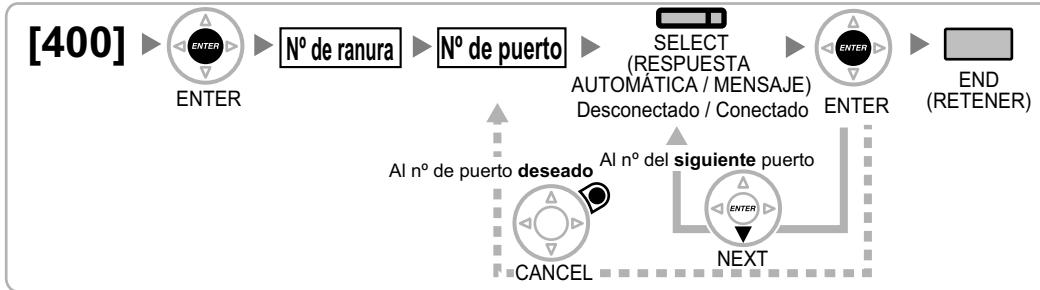 [400]
ENTER
ENTER
Nº de ranura
Nº de puerto
SELECT
(RESPUESTA
AUTOMÁTICA / MENSAJE)
Desconectado / Conectado
ENTER
ENTER
END
(RETENER)
Al nº de puerto deseado
CANCEL
Al nº del siguiente puerto
ENTER
NEXT